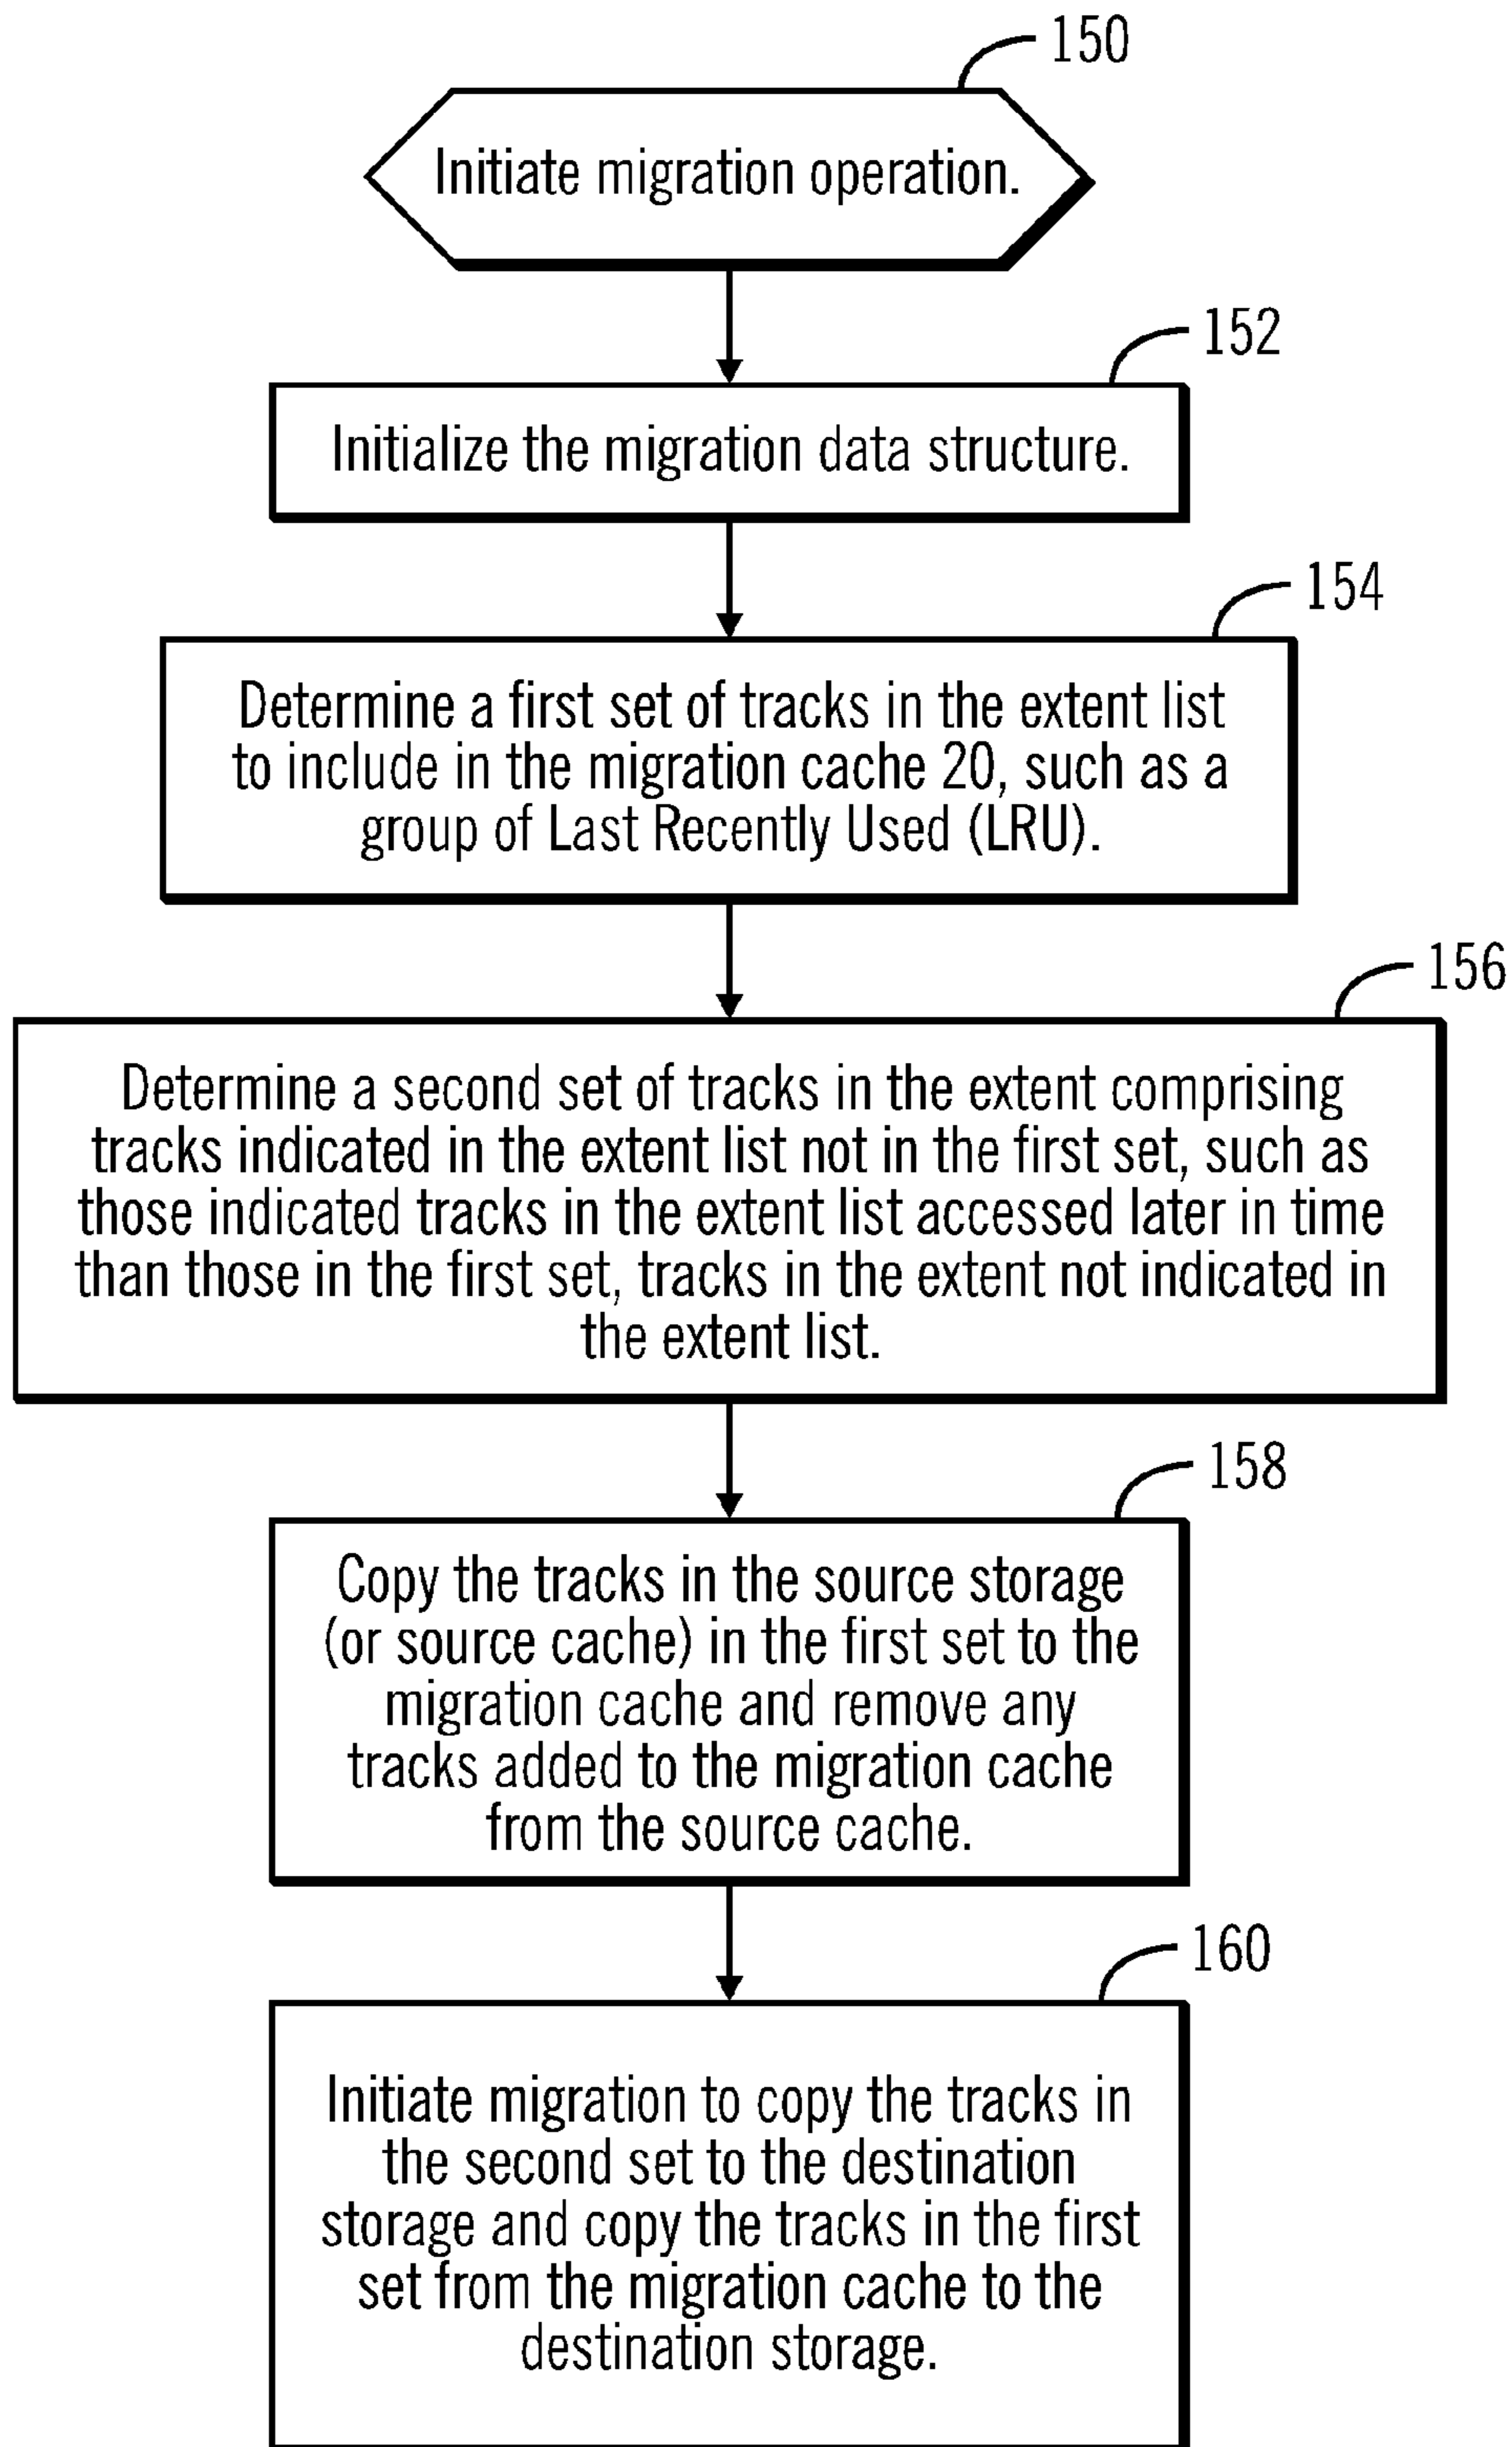 150
Initiate migration operation.
152
Initialize the migration data structure.
154
Determine a first set of tracks in the extent list
to include in the migration cache 20, such as a
group of Last Recently Used (LRU).
156
Determine a second set of tracks in the extent comprising
tracks indicated in the extent list not in the first set, such as
those indicated tracks in the extent list accessed later in time
than those in the first set, tracks in the extent not indicated in
the extent list.
158
Copy the tracks in the source storage
(or source cache) in the first set to the
migration cache and remove any
tracks added to the migration cache
from the source cache.
160
Initiate migration to copy the tracks in
the second set to the destination
storage and copy the tracks in the first
set from the migration cache to the
destination storage.